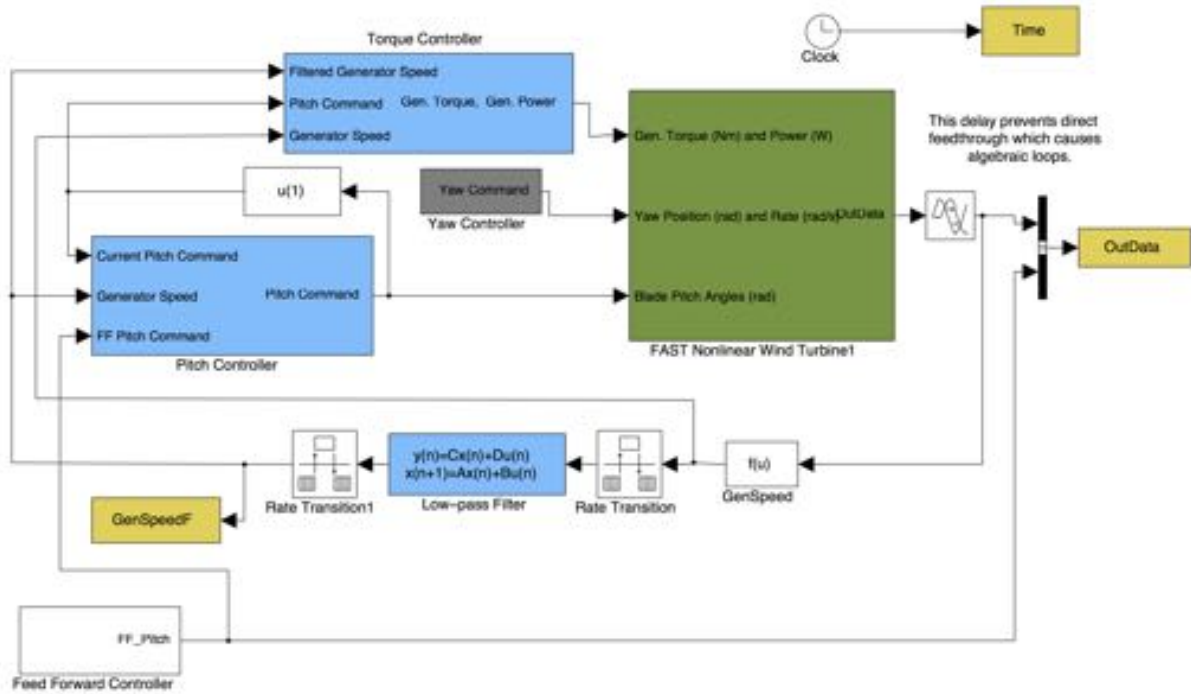 Torque Controller
Filtered Generator Speed
Pitch Command
Gen. Torque, Gen. Power
Generator Speed
Clock
Time
This delay prevents direct
feedthrough which causes
algebraic loops.
Gen. Torque (Nm) and Power (W)
u(1)
Yaw Command
Yaw Controller
Yaw Position (rad) and Rate (rad/s)
OutData
OutData
Current Pitch Command
Generator Speed
Pitch Command
FF Pitch Command
Pitch Controller
Blade Pitch Angles (rad)
FAST Nonlinear Wind Turbine1
y(n)=Cx(n)+Du(n)
x(n+1)=Ax(n)+Bu(n)
f(u)
GenSpeed
Rate Transition1
Low-pass Filter
Rate Transition
GenSpeedF
FF_Pitch
Feed Forward Controller